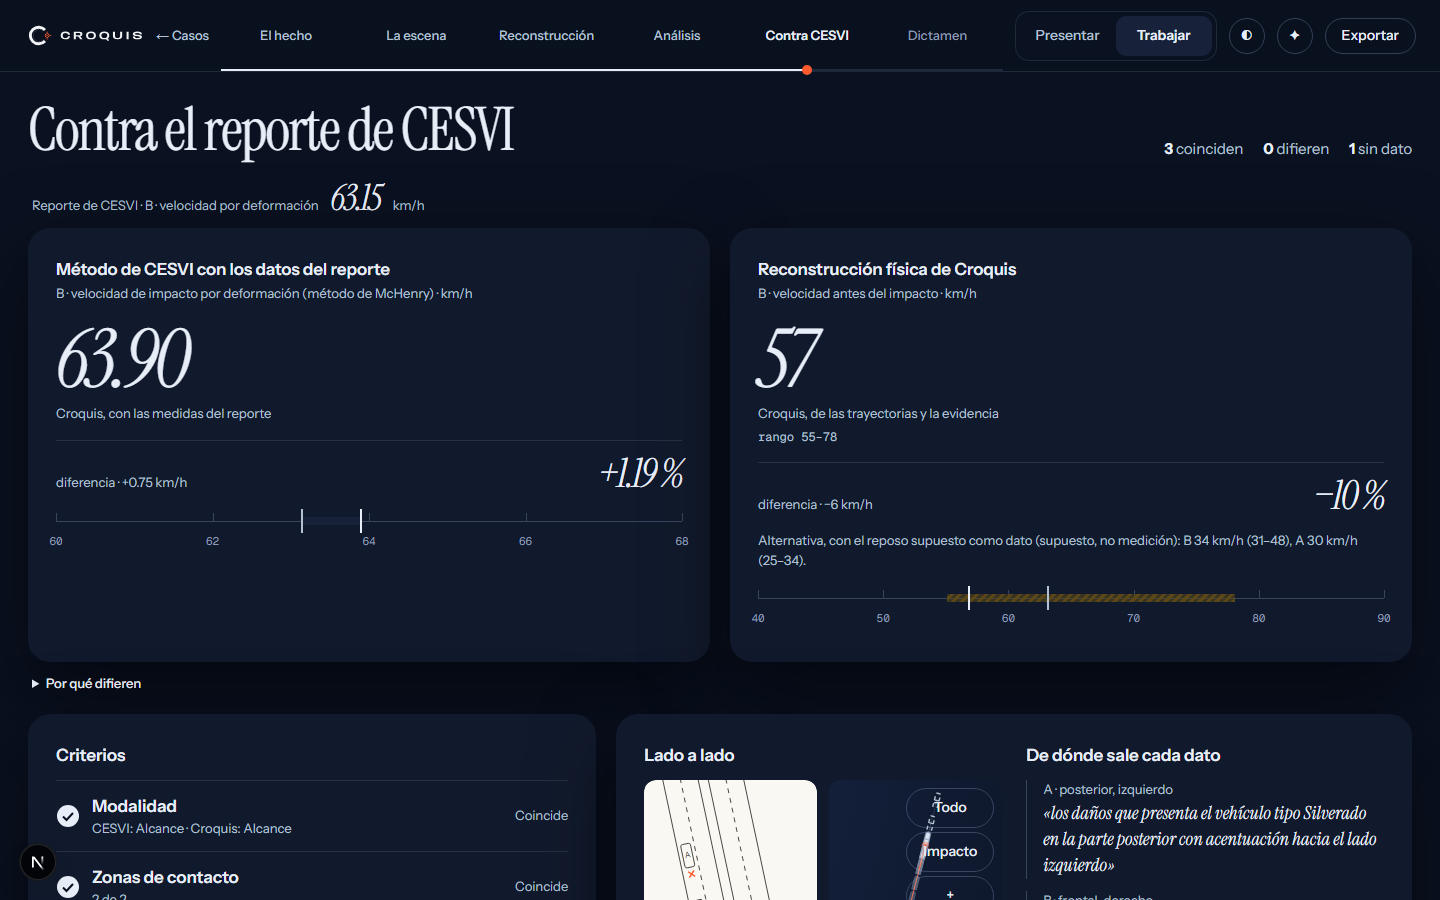 CROQUIS
← Casos
El hecho
La escena
Reconstrucción
Análisis
Contra CESVI
Dictamen
Presentar
Trabajar
Exportar
Contra el reporte de CESVI
3 coinciden 0 difieren 1 sin dato
Reporte de CESVI · B · velocidad por deformación 63.15 km/h
Método de CESVI con los datos del reporte
B · velocidad de impacto por deformación (método de McHenry) · km/h
63.90
Croquis, con las medidas del reporte
diferencia · +0.75 km/h
+1.19 %
60 62 64 66 68
Reconstrucción física de Croquis
B · velocidad antes del impacto · km/h
57
Croquis, de las trayectorias y la evidencia
rango 55–78
diferencia · −6 km/h
−10 %
Alternativa, con el reposo supuesto como dato (supuesto, no medición): B 34 km/h (31–48), A 30 km/h
(25–34).
40 50 60 70 80 90
Por qué difieren
Criterios
Modalidad
CESVI: Alcance · Croquis: Alcance
Coincide
Zonas de contacto
2 de 2
Coincide
Lado a lado
A
Todo
Impacto
+
De dónde sale cada dato
A · posterior, izquierdo
«los daños que presenta el vehículo tipo Silverado
en la parte posterior con acentuación hacia el lado
izquierdo»
B · frontal, derecho
N